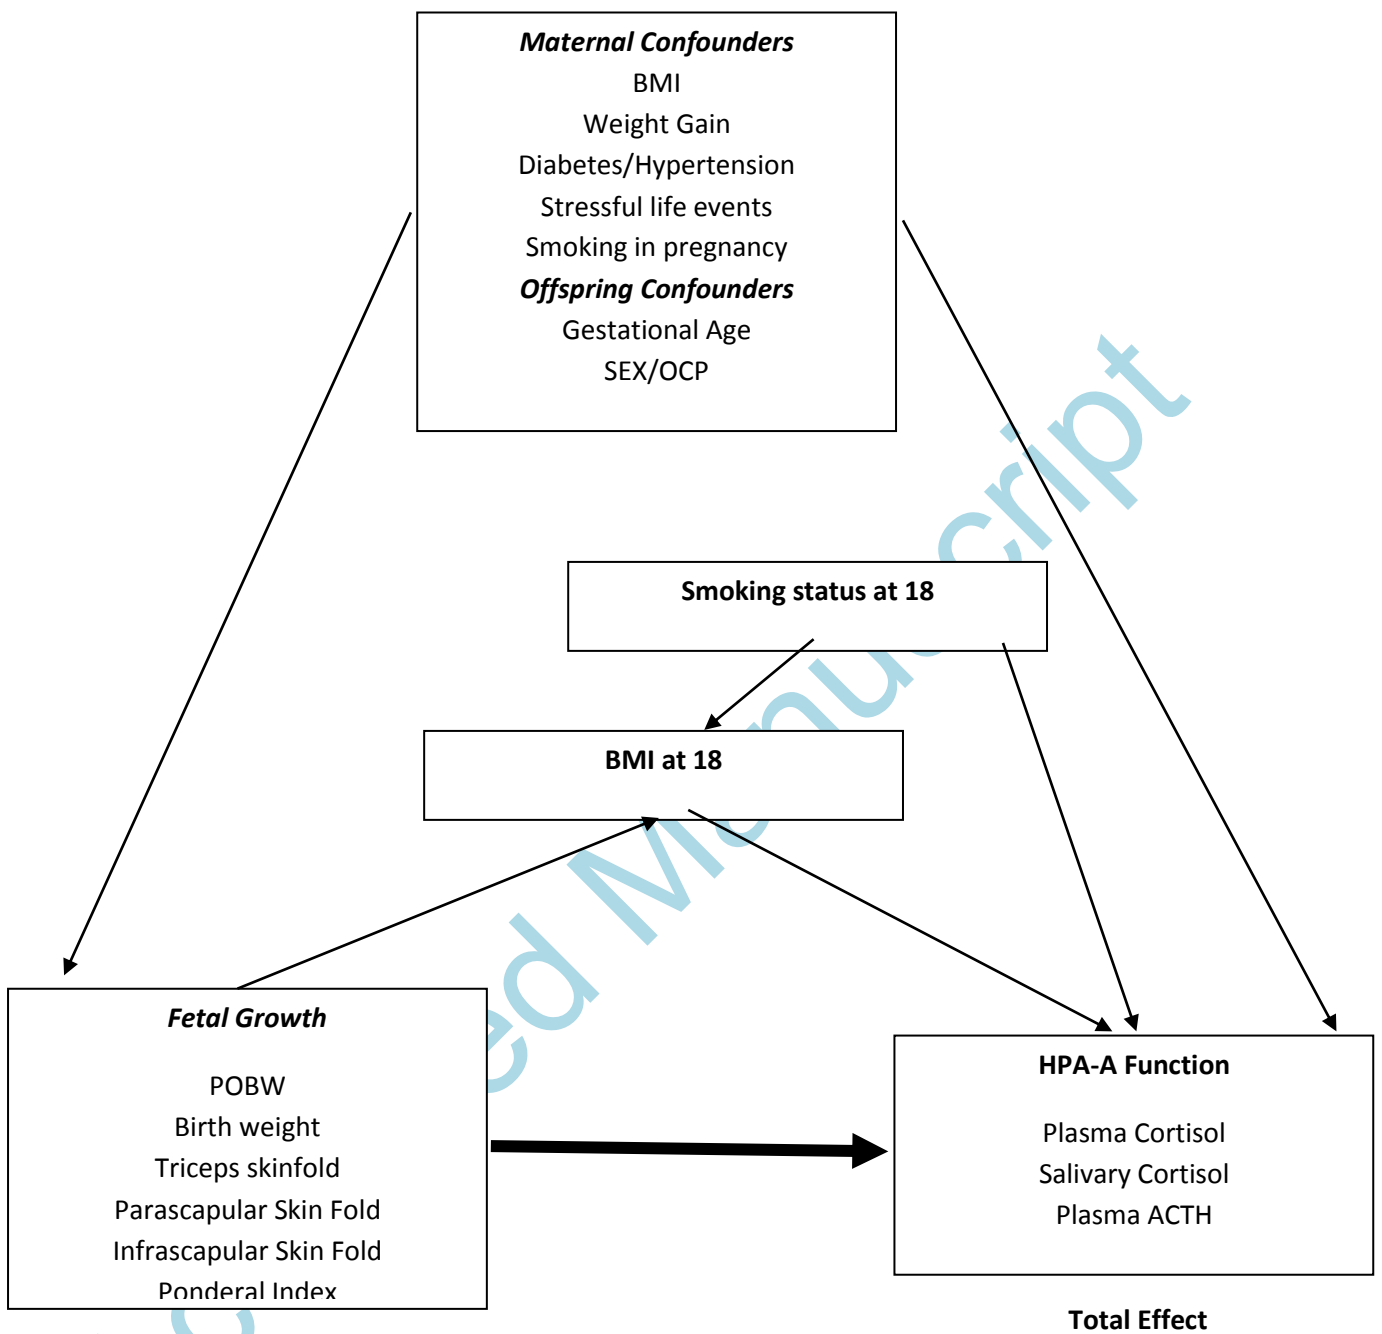 Maternal Confounders
BMI
Weight Gain
Diabetes/Hypertension
Stressful life events
Smoking in pregnancy
Offspring Confounders
Gestational Age
SEX/OCP
Smoking status at 18
BMI at 18
Fetal Growth
POBW
Birth weight
Triceps skinfold
Parascapular Skin Fold
Infrascapular Skin Fold
Ponderal Index
HPA-A Function
Plasma Cortisol
Salivary Cortisol
Plasma ACTH
Total Effect
ed Manuscript